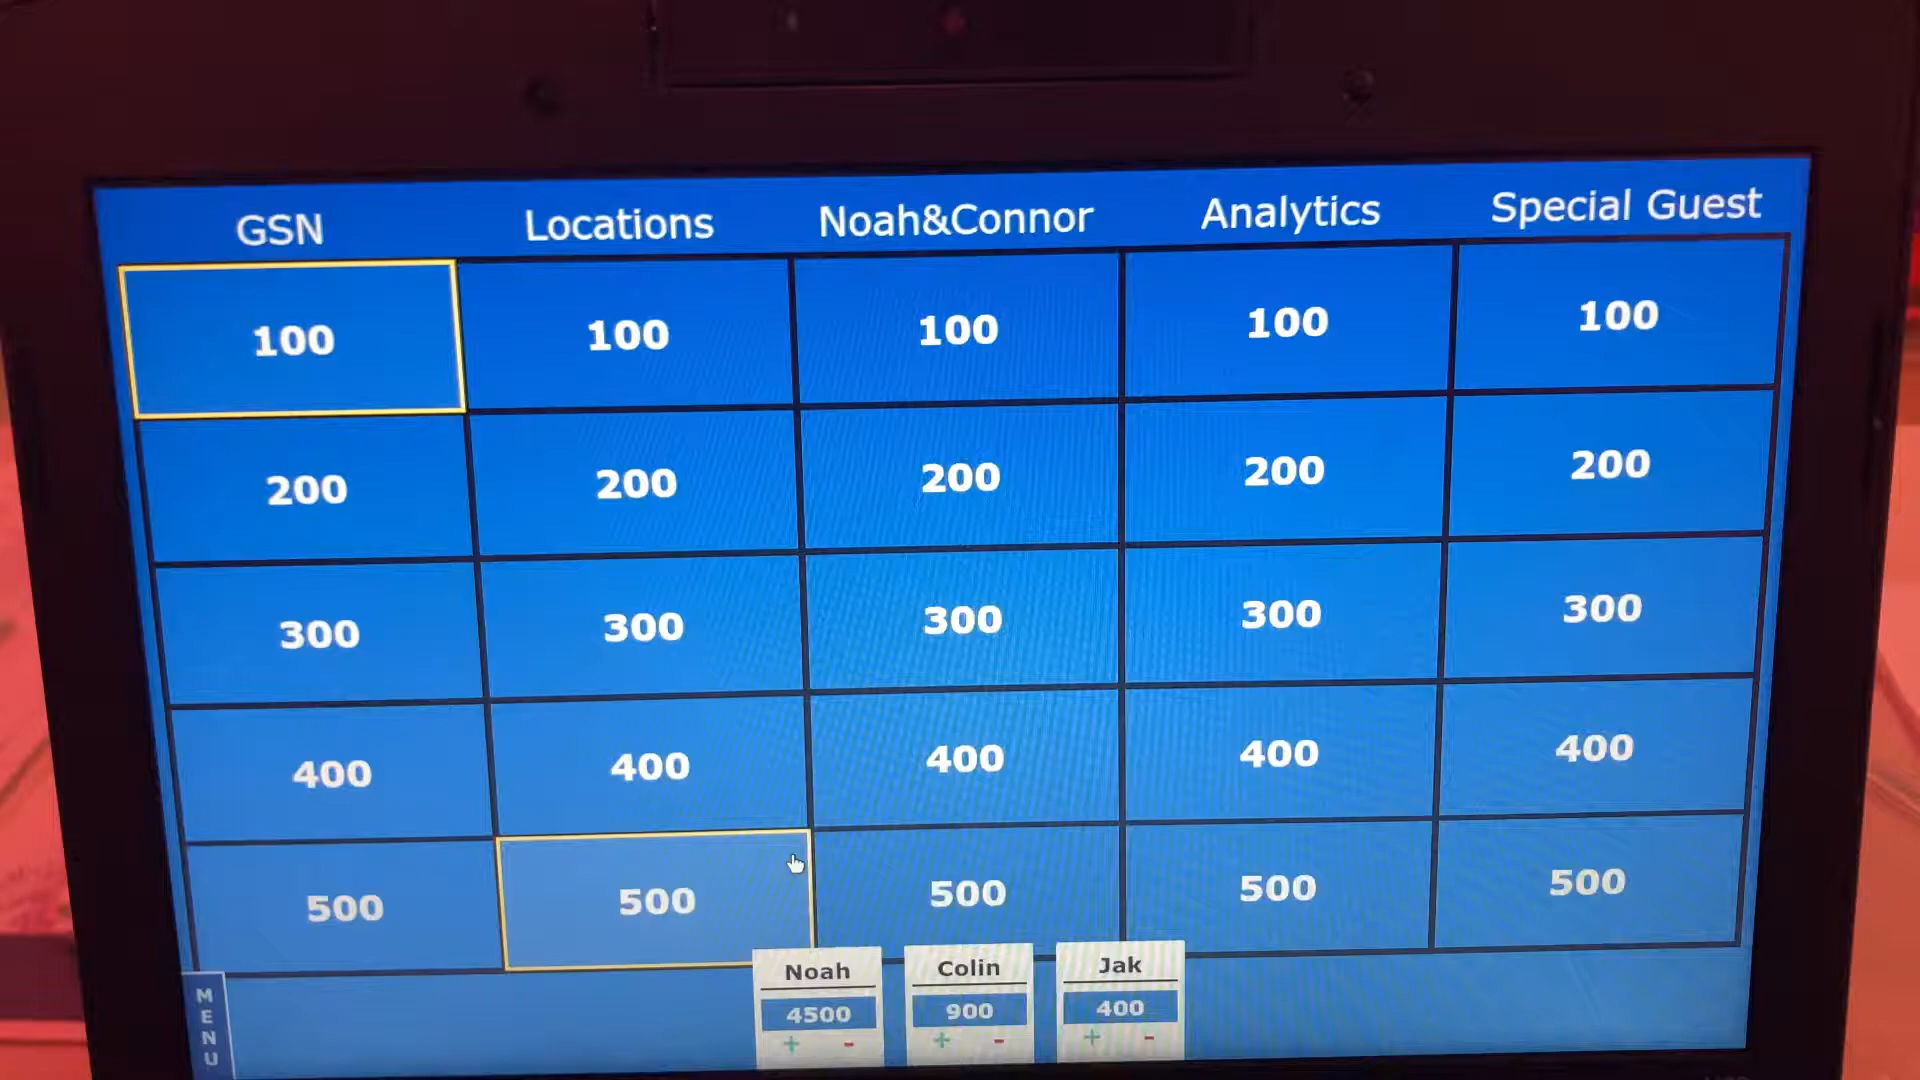 GSN Locations Noah&Connor Analytics Special Guest
100 100 100 100 100
200 200 200 200 200
300 300 300 300 300
400 400 400 400 400
500 500 500 500 500
MENU
Noah Colin Jak
4500 900 400
+ - + - + -